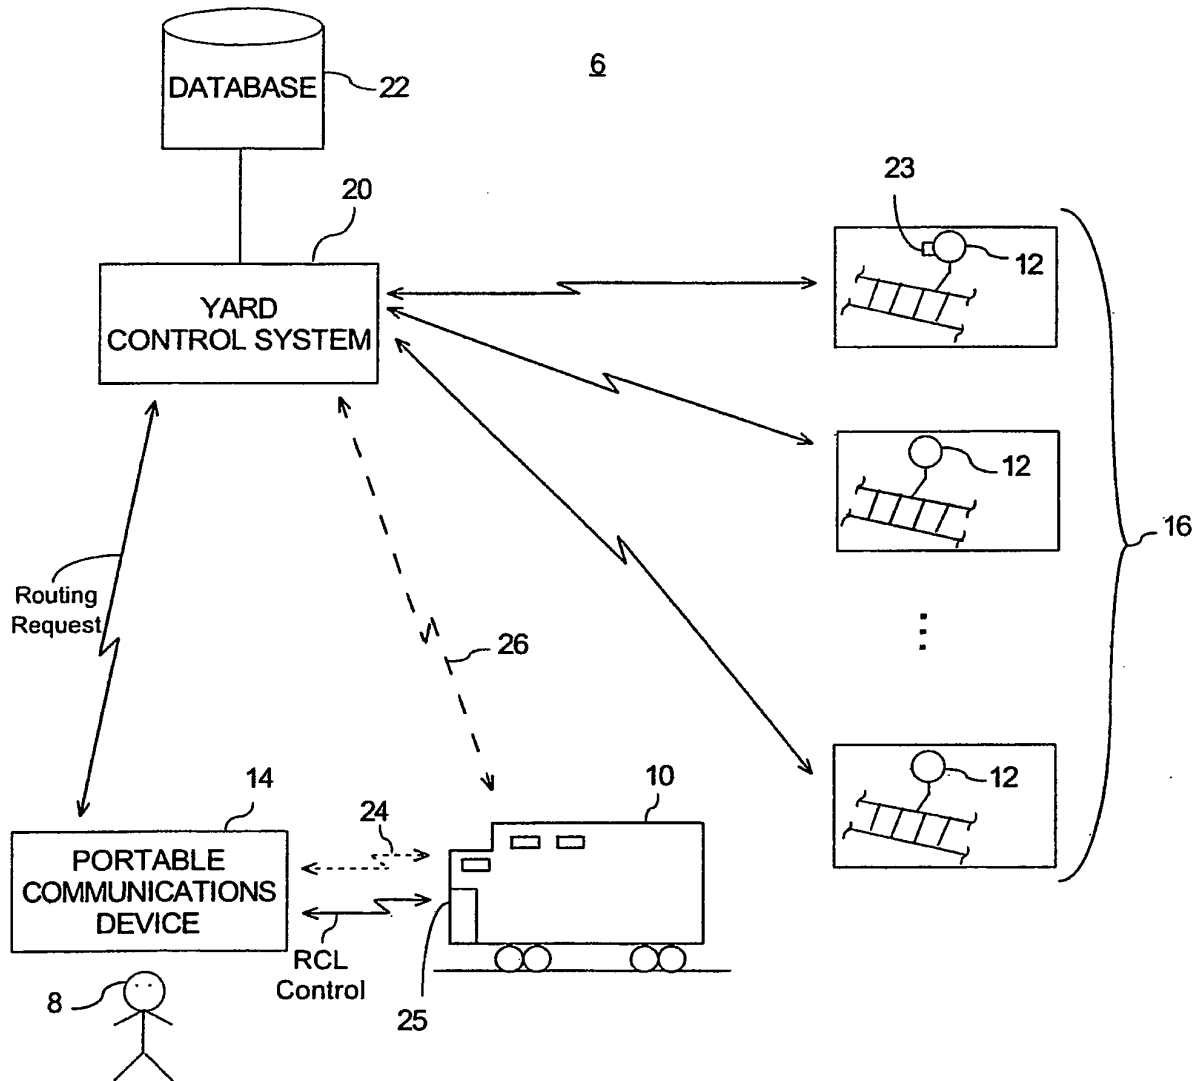 6
DATABASE
22
20
YARD
CONTROL SYSTEM
23
12
12
16
Routing
Request
26
12
14
24
10
PORTABLE
COMMUNICATIONS
DEVICE
RCL
Control
25
8